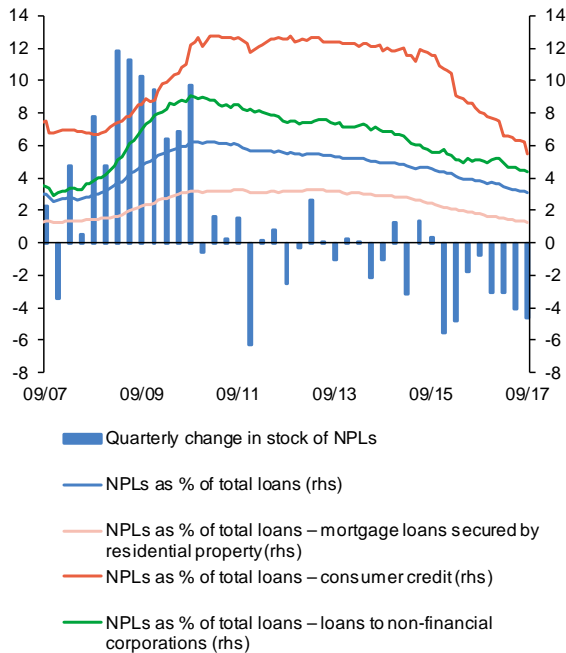 14 14
12 12
10 10
8 8
6 6
4 4
2 2
0 0
-2 -2
-4 -4
-6 -6
-8 -8
09/07 09/09 09/11 09/13 09/15 09/17
Quarterly change in stock of NPLs
NPLs as % of total loans (rhs)
NPLs as % of total loans – mortgage loans secured by
residential property (rhs)
NPLs as % of total loans – consumer credit (rhs)
NPLs as % of total loans – loans to non-financial
corporations (rhs)